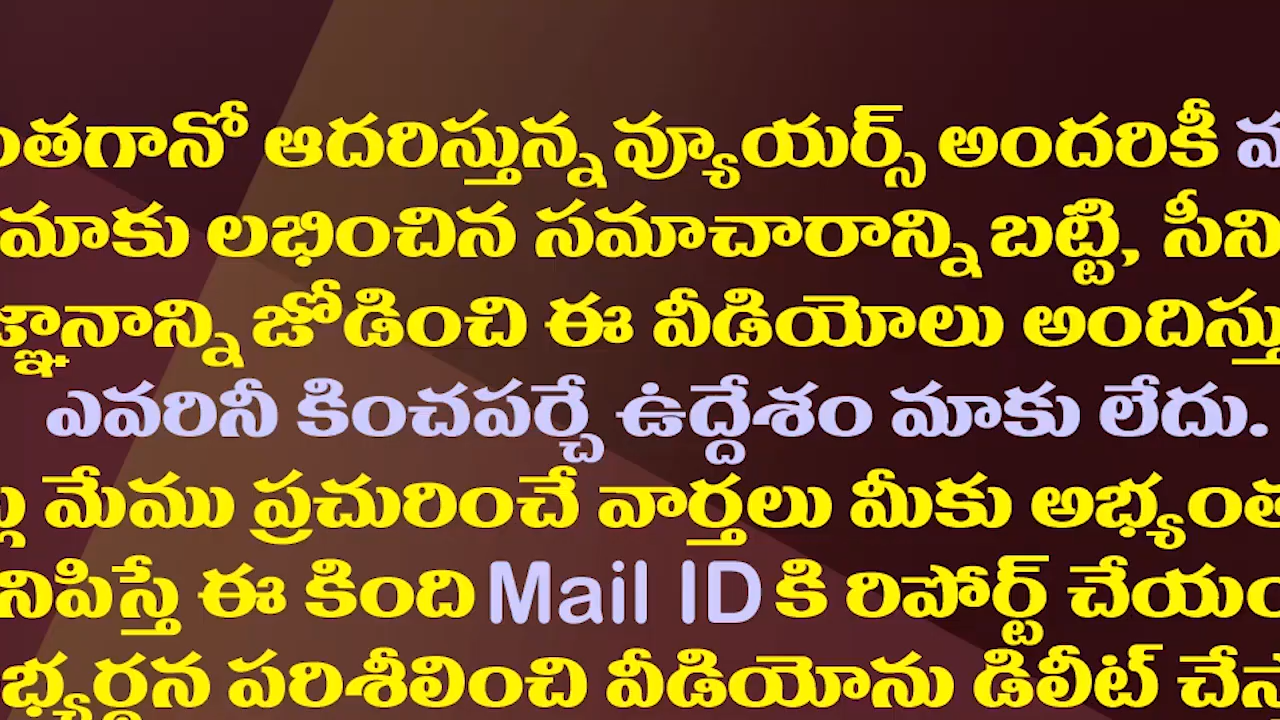 ంతగానో ఆదరిస్తున్న వ్యూయర్స్ అందరికీ
మాకు లభించిన సమాచారాన్ని బట్టి, సీని
జ్ఞానాన్ని జోడించి ఈ వీడియోలు అందిస్తు
ఎవరినీ కించపర్చే ఉద్దేశం మాకు లేదు.
మేము ప్రచురించే వార్తలు మీకు అభ్యంత
నిపిస్తే ఈ కింది Mail ID కి రిపోర్ట్ చేయం
భ్యర్థన పరిశీలించి వీడియోను డిలీట్ చేస